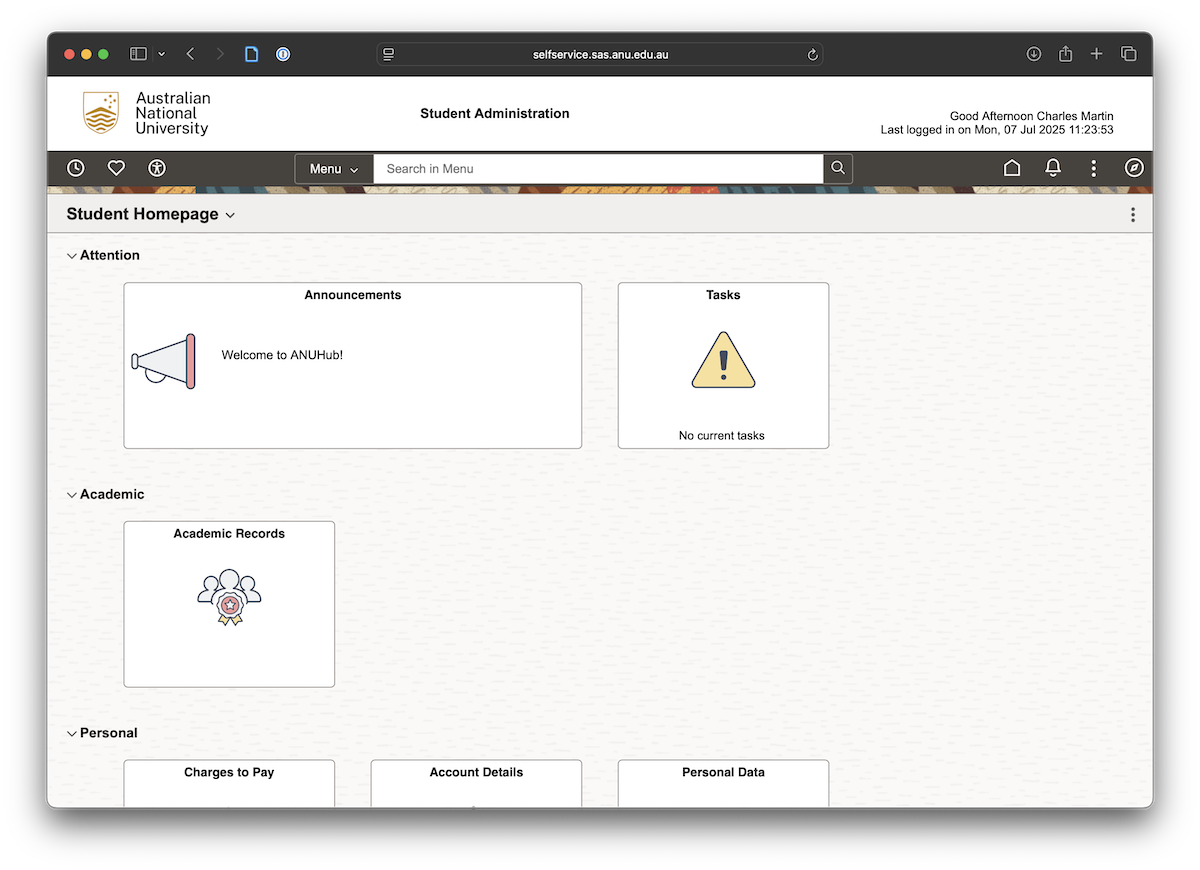 selfservice.sas.anu.edu.au
Australian
National
University
Student Administration
Good Afternoon Charles Martin
Last logged in on Mon, 07 Jul 2025 11:23:53
Menu
Search in Menu
Student Homepage
Attention
Announcements
Welcome to ANUHub!
Tasks
No current tasks
Academic
Academic Records
Personal
Charges to Pay
Account Details
Personal Data